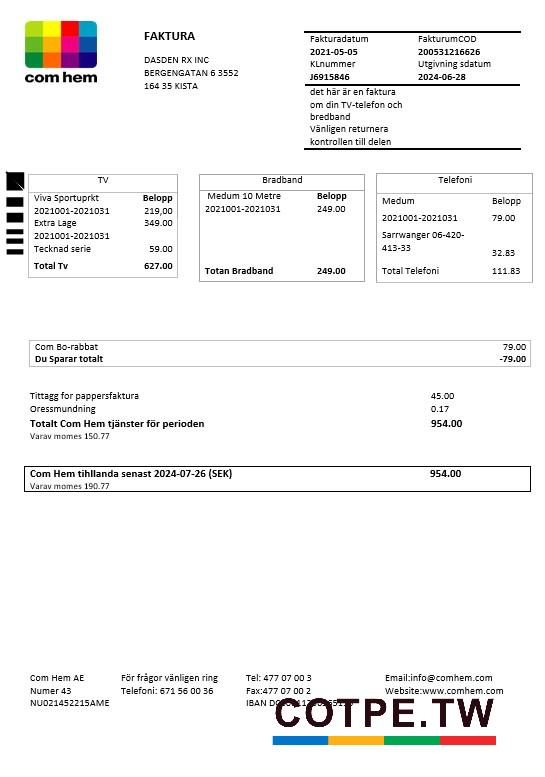 com hem
FAKTURA
DASDEN RX INC
BERGENGATAN 6 3552
164 35 KISTA
Fakturadatum FakturumCOD
2021-05-05 200531216626
KLnummer Utgivning sdatum
J6915846 2024-06-28
det här är en faktura
om din TV-telefon och
bredband
Vänligen returnera
kontrollen till delen
TV
Viva Sportuprkt Belopp
2021001-2021031 219,00
Extra Lage 349.00
2021001-2021031
Tecknad serie 59.00
Total Tv 627.00
Bradband
Medum 10 Metre Belopp
2021001-2021031 249.00
Totan Bradband 249.00
Telefoni
Medum Belopp
2021001-2021031 79.00
Sarrwanger 06-420-
413-33
32.83
Total Telefoni 111.83
Com Bo-rabbat 79.00
Du Sparar totalt -79.00
Tittagg for pappersfaktura 45.00
Oressmundning 0.17
Totalt Com Hem tjänster för perioden 954.00
Varav momes 150.77
Com Hem tihllanda senast 2024-07-26 (SEK) 954.00
Varav momes 190.77
Com Hem AE För frågor vänligen ring Tel: 477 07 00 3 Email:info@comhem.com
Numer 43 Telefoni: 671 56 00 36 Fax:477 07 00 2 Website:www.comhem.com
NU021452215AME IBAN
COTPE.TW